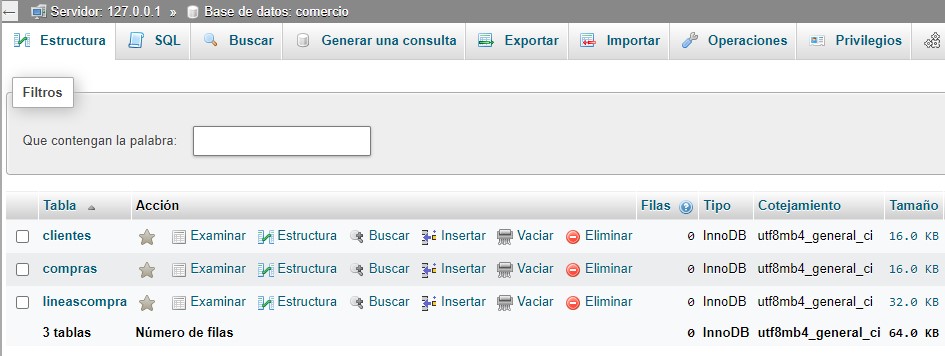 ← Servidor: 127.0.0.1 » Base de datos: comercio
Estructura SQL Buscar Generar una consulta Exportar Importar Operaciones Privilegios
Filtros
Que contengan la palabra:
Tabla Acción Filas Tipo Cotejamiento Tamaño
clientes Examinar Estructura Buscar Insertar Vaciar Eliminar 0 InnoDB utf8mb4_general_ci 16.0 KB
compras Examinar Estructura Buscar Insertar Vaciar Eliminar 0 InnoDB utf8mb4_general_ci 16.0 KB
lineascompra Examinar Estructura Buscar Insertar Vaciar Eliminar 0 InnoDB utf8mb4_general_ci 32.0 KB
3 tablas Número de filas 0 InnoDB utf8mb4_general_ci 64.0 KB